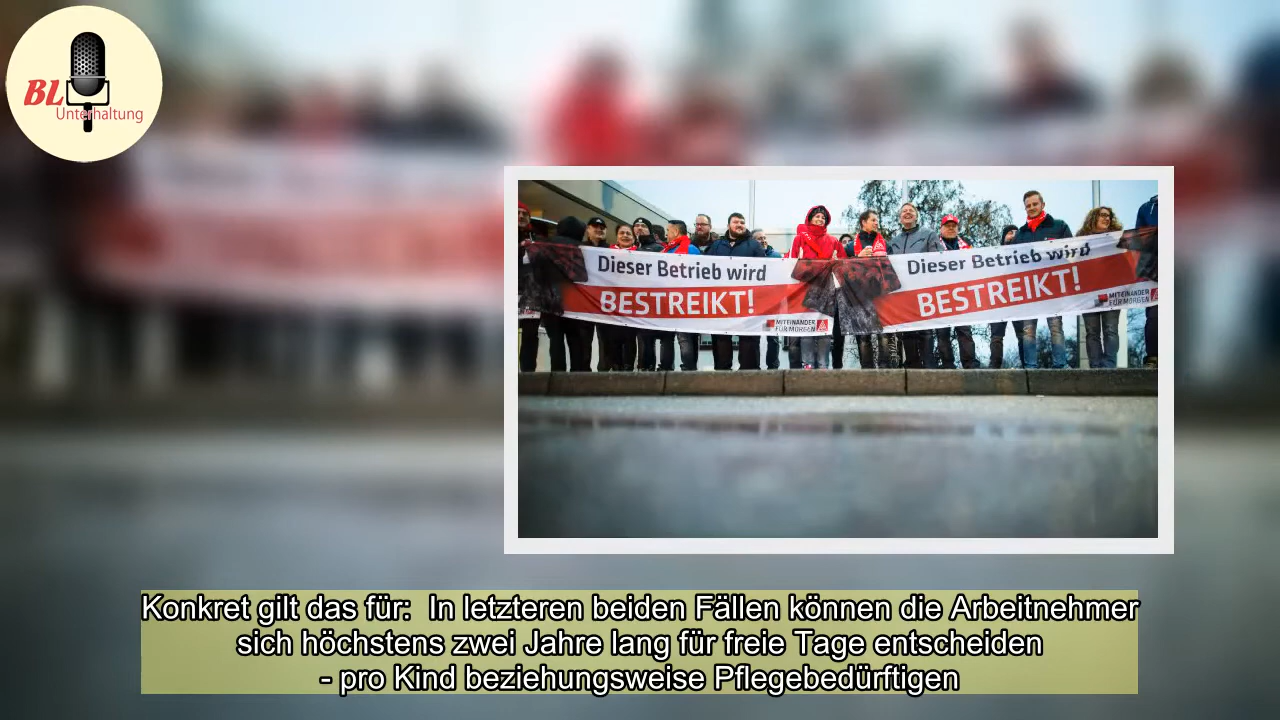 BL
Unterhaltung
Dieser Betrieb wird
BESTREIKT!
MITEINANDER
FÜR MORGEN
Dieser Betrieb wird
BESTREIKT!
MITEINANDER
FÜR MORGEN
Konkret gilt das für:  In letzteren beiden Fällen können die Arbeitnehmer
sich höchstens zwei Jahre lang für freie Tage entscheiden
- pro Kind beziehungsweise Pflegebedürftigen